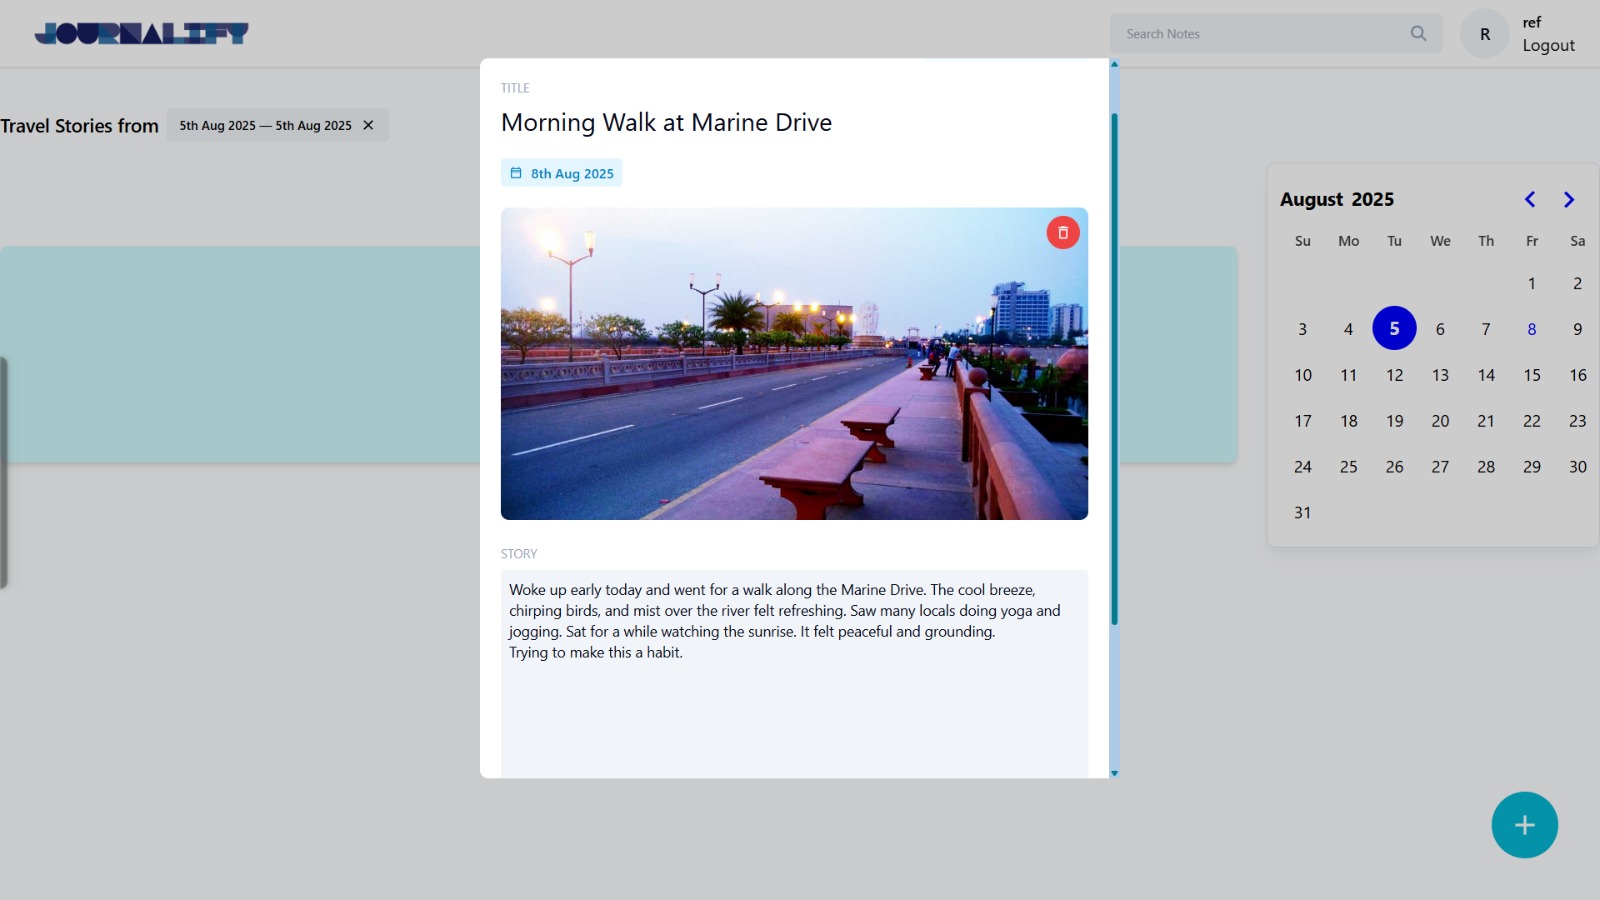 JOURNALIFY
Search Notes
R
ref
Logout
Travel Stories from
5th Aug 2025 — 5th Aug 2025
TITLE
Morning Walk at Marine Drive
8th Aug 2025
STORY
Woke up early today and went for a walk along the Marine Drive. The cool breeze,
chirping birds, and mist over the river felt refreshing. Saw many locals doing yoga and
jogging. Sat for a while watching the sunrise. It felt peaceful and grounding.
Trying to make this a habit.
August 2025
Su Mo Tu We Th Fr Sa
1 2
3 4 5 6 7 8 9
10 11 12 13 14 15 16
17 18 19 20 21 22 23
24 25 26 27 28 29 30
31